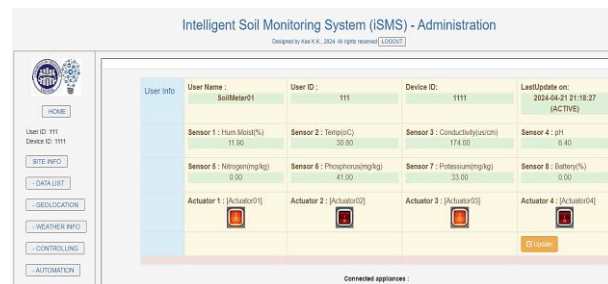 Intelligent Soil Monitoring System (iSMS) - Administration
Designed by Kee K.K., 2024. All rights reserved LOGOUT
HOME
User ID: 111
Device ID: 1111
SITE INFO
- DATA LIST
- GEOLOCATION
- WEATHER INFO
- CONTROLLING
- AUTOMATION
User Info
User Name :
SoilMeter01
User ID :
111
Device ID:
1111
LastUpdate on:
2024-04-21 21:18:27
(ACTIVE)
Sensor 1 : Hum Moist(%)
11.90
Sensor 2 : Temp(oC)
30.80
Sensor 3 : Conductivity(us/cm)
174.00
Sensor 4 : pH
6.40
Sensor 5 : Nitrogen(mg/kg)
0.00
Sensor 6 : Phosphorus(mg/kg)
41.00
Sensor 7 : Potassium(mg/kg)
33.00
Sensor 8 : Battery(%)
0.00
Actuator 1 : [Actuator01]
Actuator 2 : [Actuator02]
Actuator 3 : [Actuator03]
Actuator 4 : [Actuator04]
Update
Connected appliances :